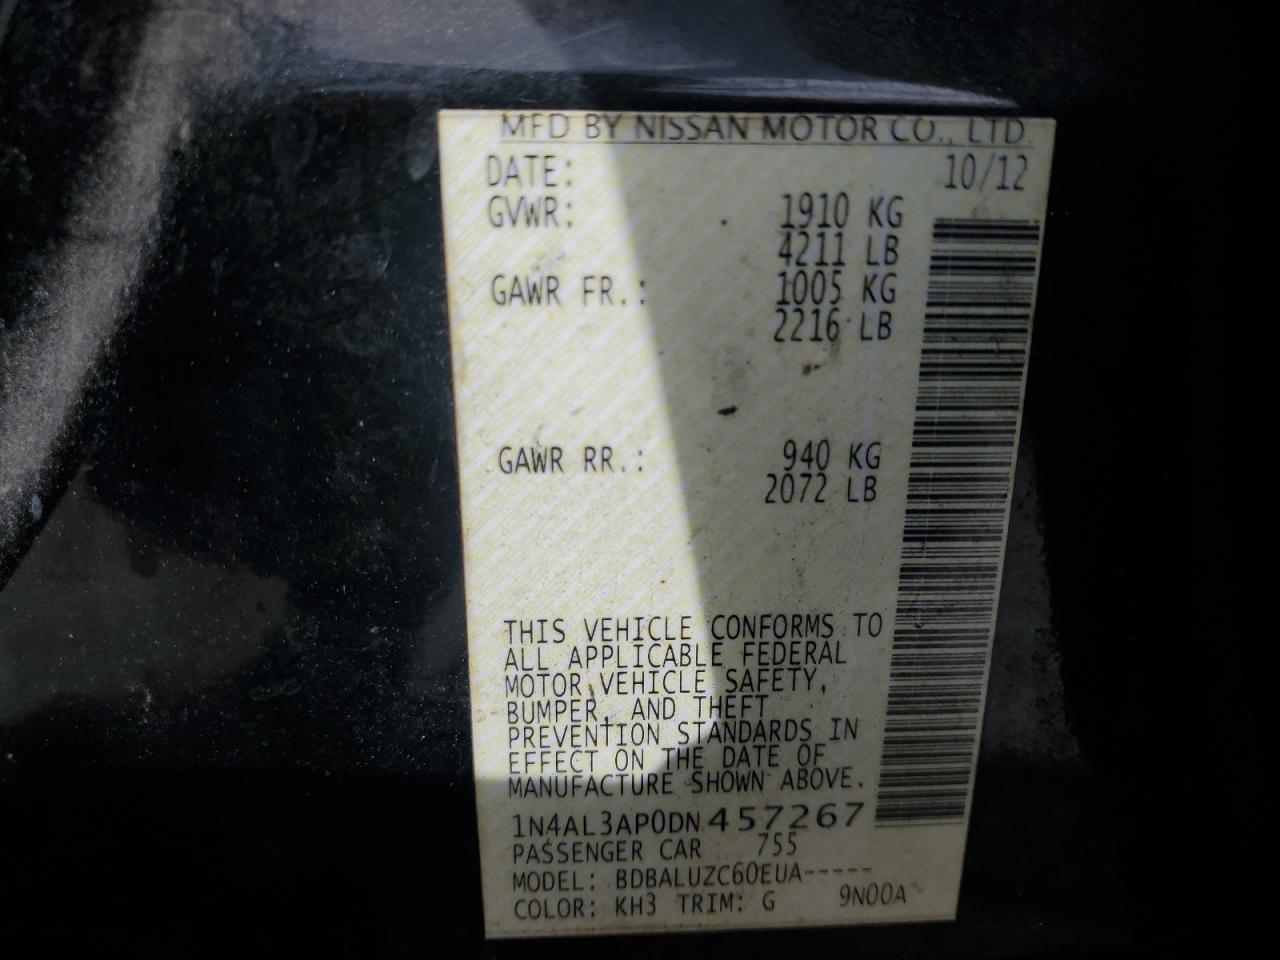 MFD BY NISSAN MOTOR CO., LTD.
DATE: 10/12
GVWR: 1910 KG
4211 LB
GAWR FR.: 1005 KG
2216 LB
GAWR RR.: 940 KG
2072 LB
THIS VEHICLE CONFORMS TO
ALL APPLICABLE FEDERAL
MOTOR VEHICLE SAFETY,
BUMPER, AND THEFT
PREVENTION STANDARDS IN
EFFECT ON THE DATE OF
MANUFACTURE SHOWN ABOVE.
1N4AL3AP0DN457267
PASSENGER CAR 755
MODEL: BDBALUZC60EUA-----
COLOR: KH3 TRIM: G 9N00A